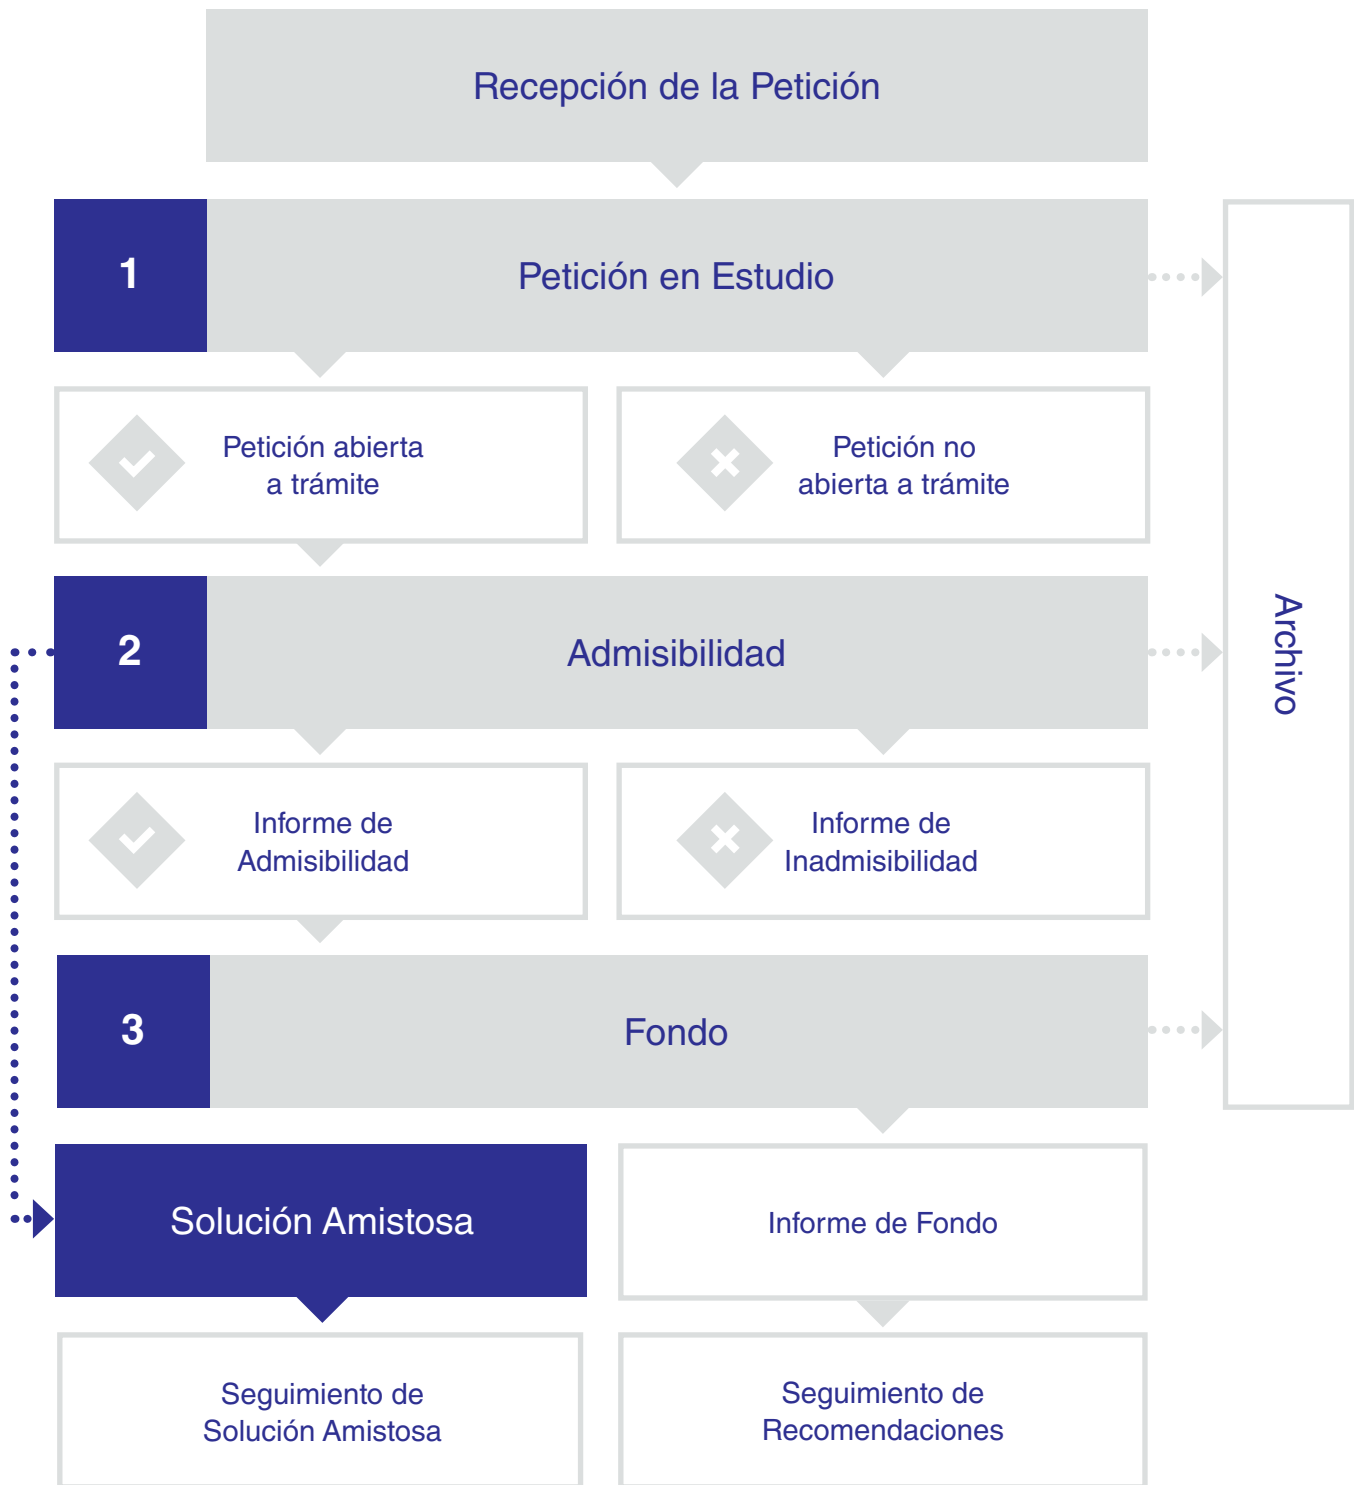 Recepción de la Petición
1
Petición en Estudio
Petición abierta
a trámite
Petición no
abierta a trámite
2
Admisibilidad
Archivo
Informe de
Admisibilidad
Informe de
Inadmisibilidad
3
Fondo
Solución Amistosa
Informe de Fondo
Seguimiento de
Solución Amistosa
Seguimiento de
Recomendaciones